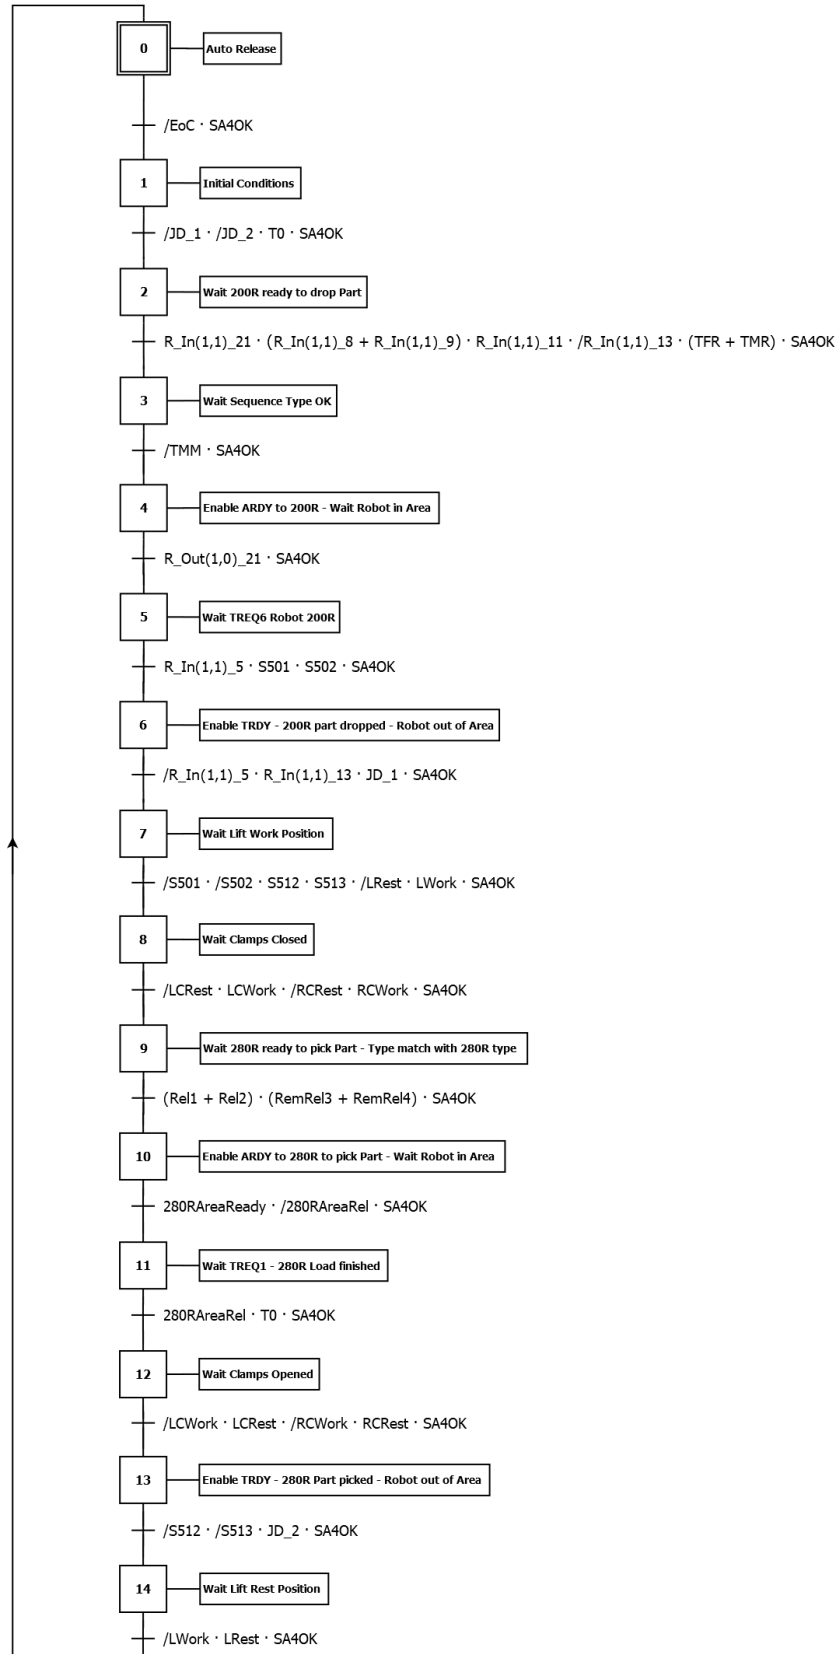 0 Auto Release
/EoC · SA4OK
1 Initial Conditions
/JD_1 · /JD_2 · T0 · SA4OK
2 Wait 200R ready to drop Part
R_In(1,1)_21 · (R_In(1,1)_8 + R_In(1,1)_9) · R_In(1,1)_11 · /R_In(1,1)_13 · (TFR + TMR) · SA4OK
3 Wait Sequence Type OK
/TMM · SA4OK
4 Enable ARDY to 200R - Wait Robot in Area
R_Out(1,0)_21 · SA4OK
5 Wait TREQ6 Robot 200R
R_In(1,1)_5 · S501 · S502 · SA4OK
6 Enable TRDY - 200R part dropped - Robot out of Area
/R_In(1,1)_5 · R_In(1,1)_13 · JD_1 · SA4OK
7 Wait Lift Work Position
/S501 · /S502 · S512 · S513 · /LRest · LWork · SA4OK
8 Wait Clamps Closed
/LCRest · LCWork · /RCRest · RCWork · SA4OK
9 Wait 280R ready to pick Part - Type match with 280R type
(Rel1 + Rel2) · (RemRel3 + RemRel4) · SA4OK
10 Enable ARDY to 280R to pick Part - Wait Robot in Area
280RAreaReady · /280RAreaRel · SA4OK
11 Wait TREQ1 - 280R Load finished
280RAreaRel · T0 · SA4OK
12 Wait Clamps Opened
/LCWork · LCRest · /RCWork · RCRest · SA4OK
13 Enable TRDY - 280R Part picked - Robot out of Area
/S512 · /S513 · JD_2 · SA4OK
14 Wait Lift Rest Position
/LWork · LRest · SA4OK